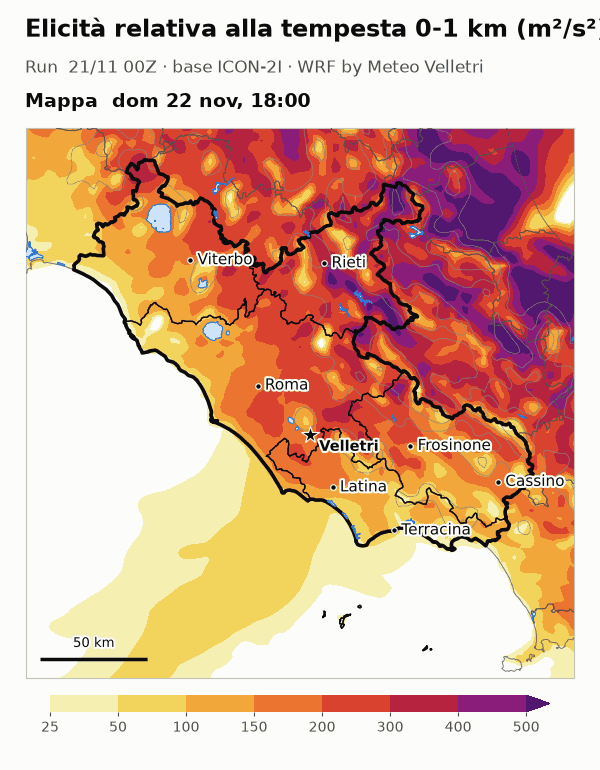 Elicità relativa alla tempesta 0-1 km (m²/s²)
Run 21/11 00Z · base ICON-2I · WRF by Meteo Velletri
Mappa dom 22 nov, 18:00
Viterbo
Rieti
Roma
Velletri
Frosinone
Cassino
Latina
Terracina
50 km
25 50 100 150 200 300 400 500